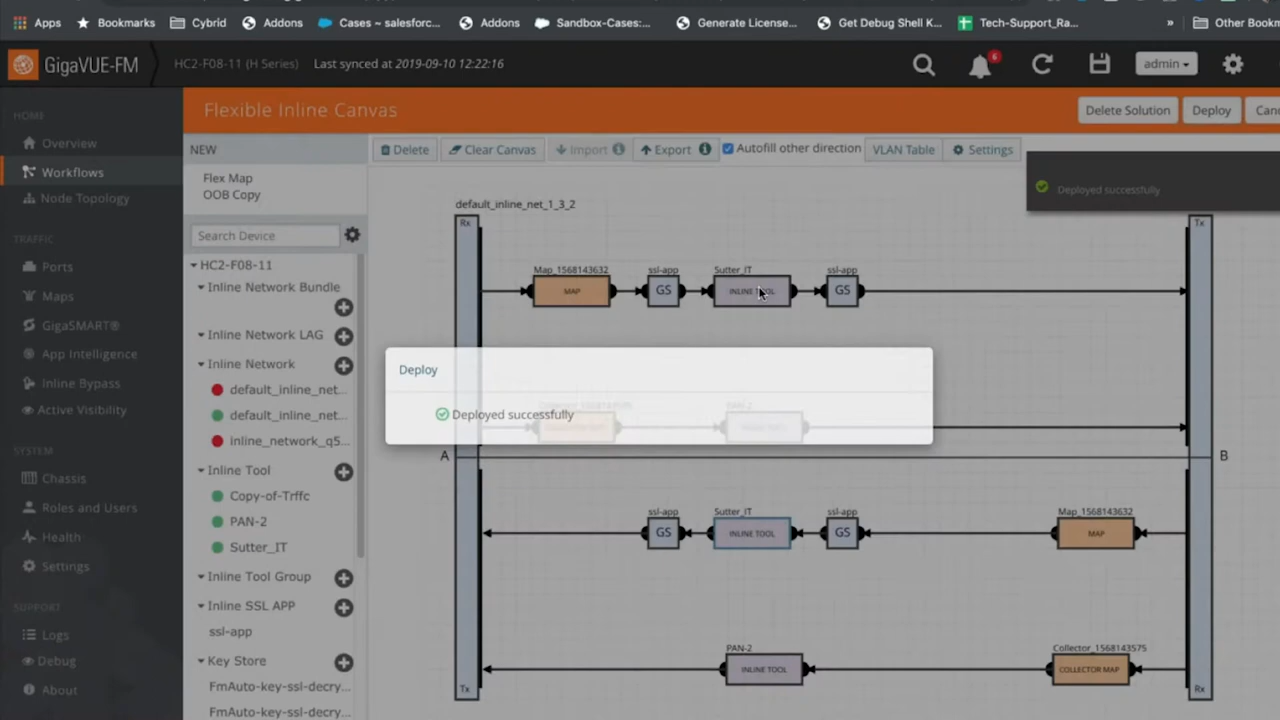 Apps
Bookmarks
Cybrid
Addons
Cases ~ salesforc...
Addons
Sandbox-Cases:...
Generate License...
Get Debug Shell K...
Tech-Support_Ra...
»
Other Bookm
GigaVUE-FM
HC2-F08-11 (H Series)
Last synced at 2019-09-10 12:22:16
6
admin
Flexible Inline Canvas
Delete Solution
Deploy
Canc
HOME
Overview
Workflows
Node Topology
TRAFFIC
Ports
Maps
GigaSMART®
App Intelligence
Inline Bypass
Active Visibility
SYSTEM
Chassis
Roles and Users
Health
Settings
SUPPORT
Logs
Debug
About
NEW
Flex Map
OOB Copy
Search Device
HC2-F08-11
Inline Network Bundle
Inline Network LAG
Inline Network
default_inline_net...
default_inline_net...
inline_network_q5...
Inline Tool
Copy-of-Trffc
PAN-2
Sutter_IT
Inline Tool Group
Inline SSL APP
ssl-app
Key Store
FmAuto-key-ssl-decry...
FmAuto-key-ssl-decry...
Delete
Clear Canvas
Import
Export
Autofill other direction
VLAN Table
Settings
Deployed successfully
default_inline_net_1_3_2
Rx
Tx
Map_1568143632
ssl-app
Sutter_IT
ssl-app
MAP
GS
INLINE TOOL
GS
Deploy
Deployed successfully
PAN-2
A
B
ssl-app
Sutter_IT
ssl-app
Map_1568143632
GS
INLINE TOOL
GS
MAP
PAN-2
Collector_1568143575
INLINE TOOL
COLLECTOR MAP
Tx
Rx